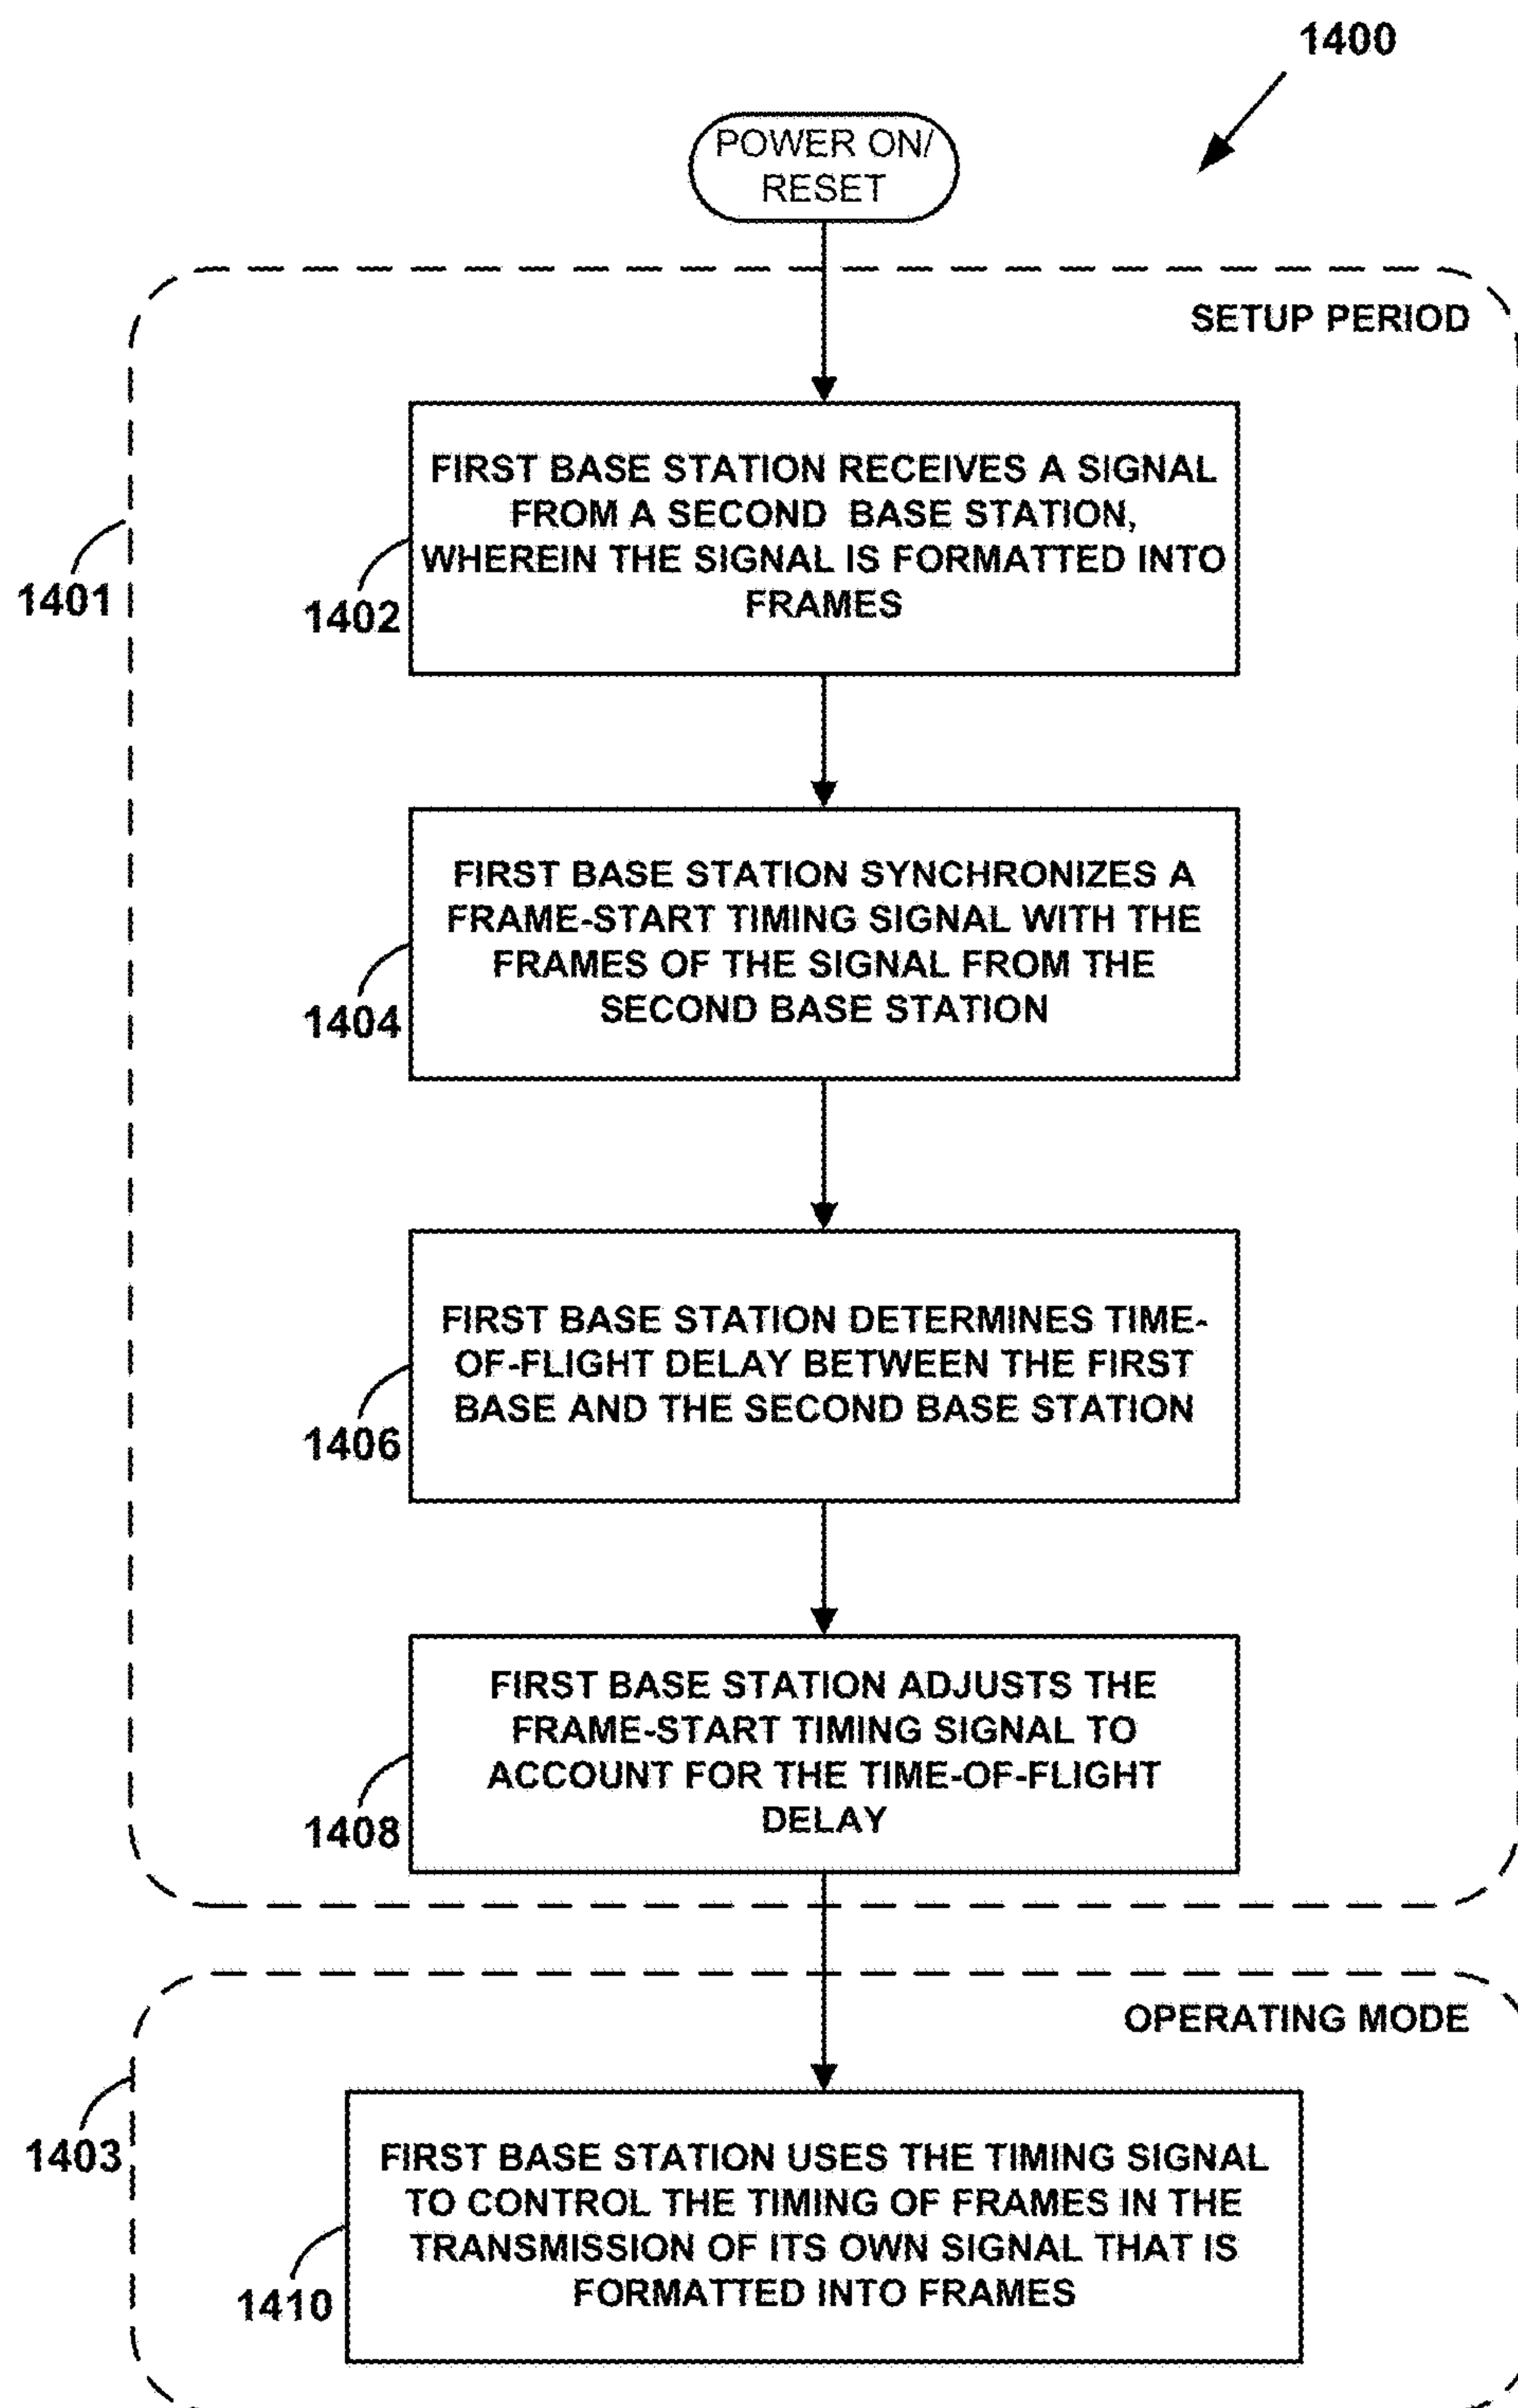 1400
POWER ON/
RESET
SETUP PERIOD
FIRST BASE STATION RECEIVES A SIGNAL
FROM A SECOND BASE STATION,
WHEREIN THE SIGNAL IS FORMATTED INTO
FRAMES
1401
1402
FIRST BASE STATION SYNCHRONIZES A
FRAME-START TIMING SIGNAL WITH THE
FRAMES OF THE SIGNAL FROM THE
SECOND BASE STATION
1404
FIRST BASE STATION DETERMINES TIME-
OF-FLIGHT DELAY BETWEEN THE FIRST
BASE AND THE SECOND BASE STATION
1406
FIRST BASE STATION ADJUSTS THE
FRAME-START TIMING SIGNAL TO
ACCOUNT FOR THE TIME-OF-FLIGHT
DELAY
1408
OPERATING MODE
1403
FIRST BASE STATION USES THE TIMING SIGNAL
TO CONTROL THE TIMING OF FRAMES IN THE
TRANSMISSION OF ITS OWN SIGNAL THAT IS
FORMATTED INTO FRAMES
1410